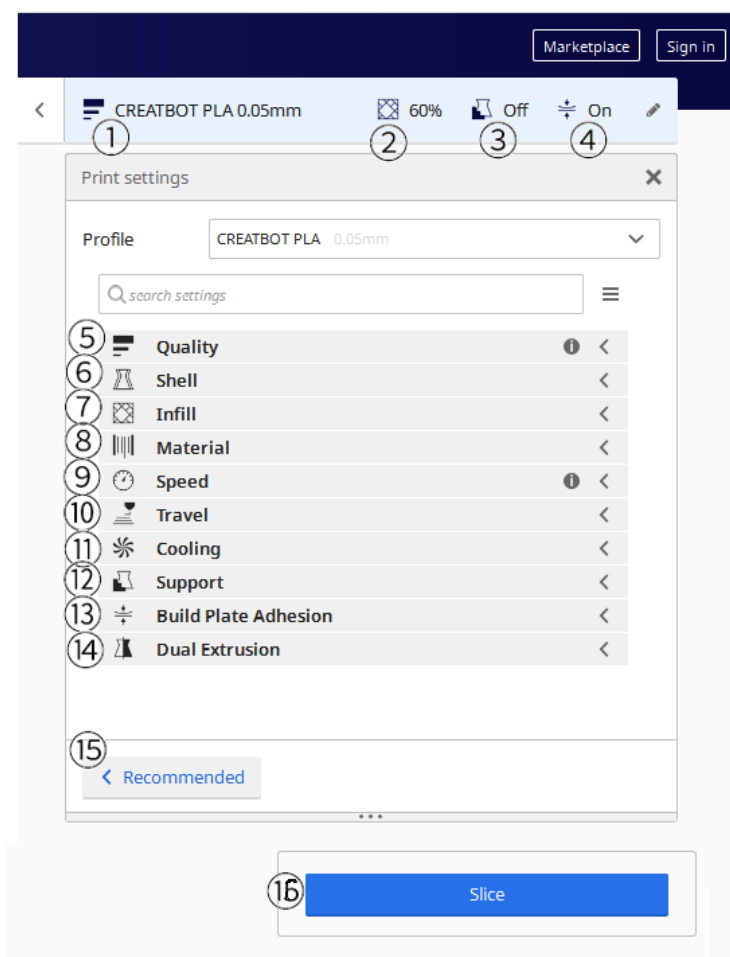 Marketplace Sign in
CREATBOT PLA 0.05mm 60% Off On
① ② ③ ④
Print settings
Profile CREATBOT PLA 0.05mm
search settings
⑤ Quality
⑥ Shell
⑦ Infill
⑧ Material
⑨ Speed
⑩ Travel
⑪ Cooling
⑫ Support
⑬ Build Plate Adhesion
⑭ Dual Extrusion
⑮
Recommended
⑯ Slice